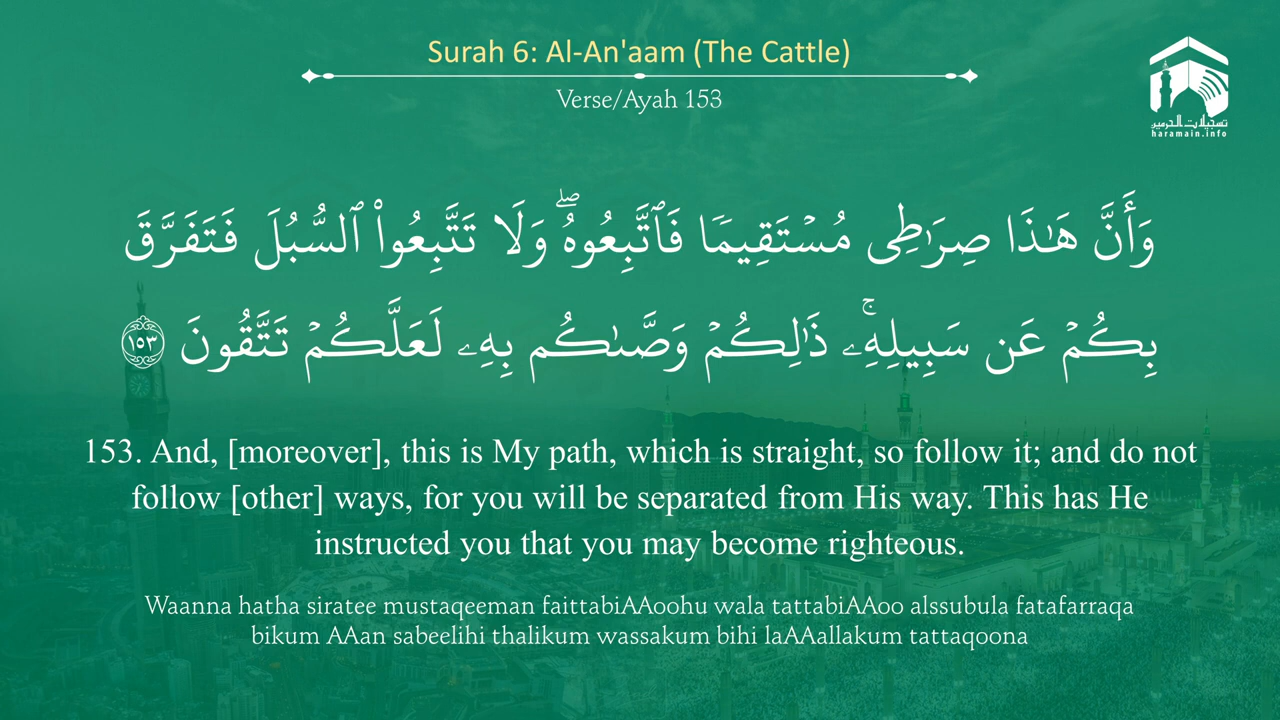 Surah 6: Al-An'aam (The Cattle)
Verse/Ayah 153
تسجيلات الحرمين
haramain.info
وَأَنَّ هَـٰذَا صِرَٰطِى مُسْتَقِيمًا فَٱتَّبِعُوهُ ۖ وَلَا تَتَّبِعُوا۟ ٱلسُّبُلَ فَتَفَرَّقَ
بِكُمْ عَن سَبِيلِهِۦ ۚ ذَٰلِكُمْ وَصَّىٰكُم بِهِۦ لَعَلَّكُمْ تَتَّقُونَ ١٥٣
153. And, [moreover], this is My path, which is straight, so follow it; and do not
follow [other] ways, for you will be separated from His way. This has He
instructed you that you may become righteous.
Waanna hatha siratee mustaqeeman faittabiAAoohu wala tattabiAAoo alssubula fatafarraqa
bikum AAan sabeelihi thalikum wassakum bihi laAAallakum tattaqoona